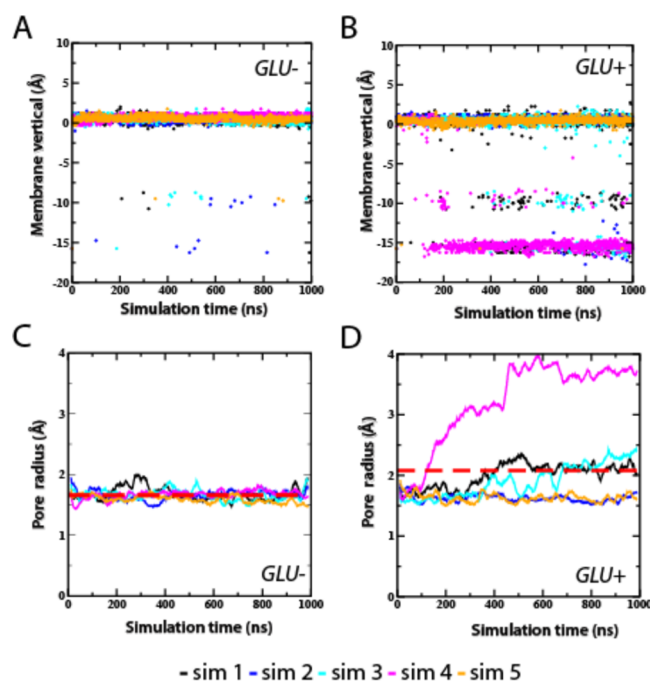 A
B
10
5
0
-5
-10
-15
-20
Membrane vertical (Å)
GLU-
0
200
400
600
800
1000
Simulation time (ns)
10
5
0
-5
-10
-15
-20
Membrane vertical (Å)
GLU+
0
200
400
600
800
1000
Simulation time (ns)
C
D
4
3
2
1
0
Pore radius (Å)
GLU-
0
200
400
600
800
1000
Simulation time (ns)
4
3
2
1
0
Pore radius (Å)
GLU+
0
200
400
600
800
1000
Simulation time (ns)
sim 1 sim 2 sim 3 sim 4 sim 5